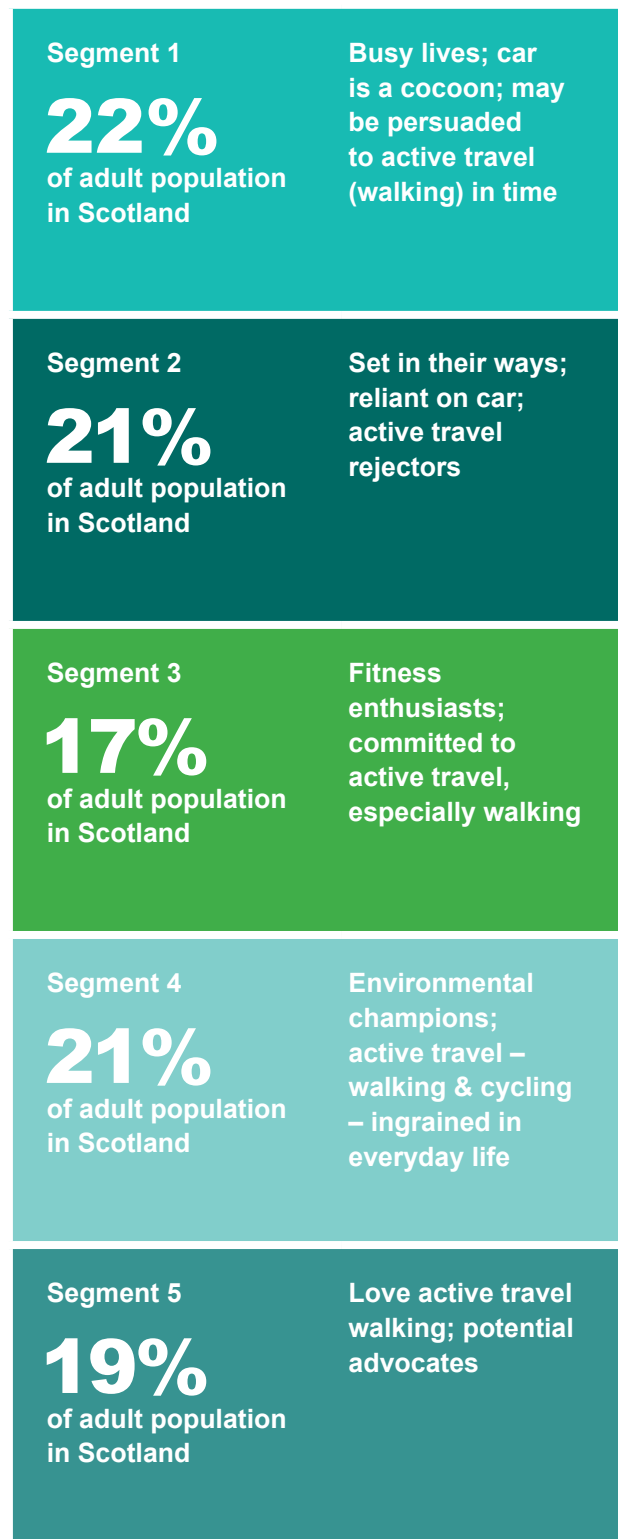 Segment 1
22%
of adult population
in Scotland
Busy lives; car
is a cocoon; may
be persuaded
to active travel
(walking) in time
Segment 2
21%
of adult population
in Scotland
Set in their ways;
reliant on car;
active travel
rejectors
Segment 3
17%
of adult population
in Scotland
Fitness
enthusiasts;
committed to
active travel,
especially walking
Segment 4
21%
of adult population
in Scotland
Environmental
champions;
active travel –
walking & cycling
– ingrained in
everyday life
Segment 5
19%
of adult population
in Scotland
Love active travel
walking; potential
advocates